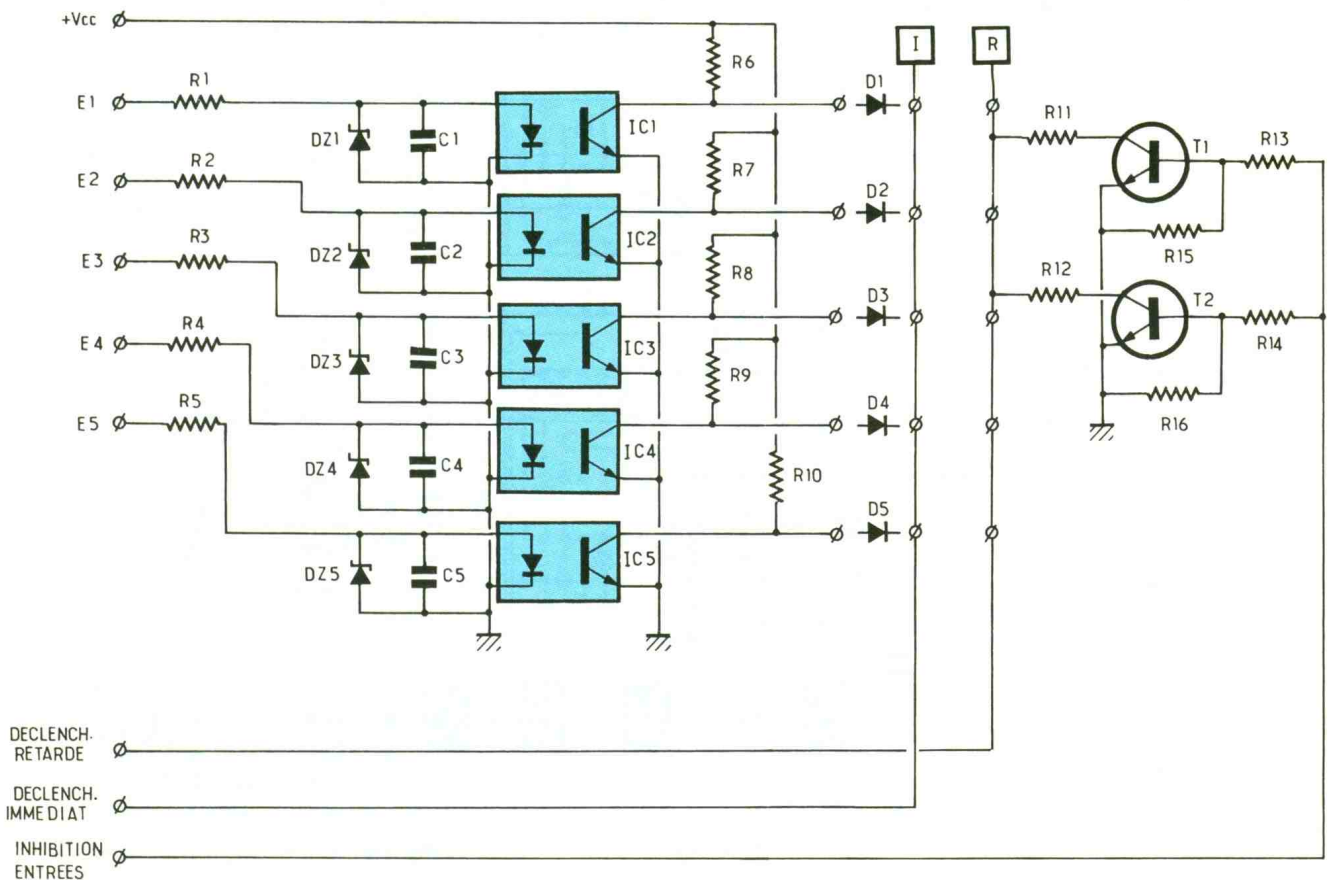 +Vcc
I
R
R6
D1
R1
E1
DZ1
C1
IC1
R11
T1
R13
R2
E2
R7
D2
R15
R3
E3
DZ2
C2
IC2
R8
R12
T2
D3
R4
E4
DZ3
C3
IC3
R14
R9
R5
E5
D4
R16
DZ4
C4
IC4
R10
D5
DZ5
C5
IC5
DECLENCH.
RETARDE
DECLENCH.
IMMEDIAT
INHIBITION
ENTREES